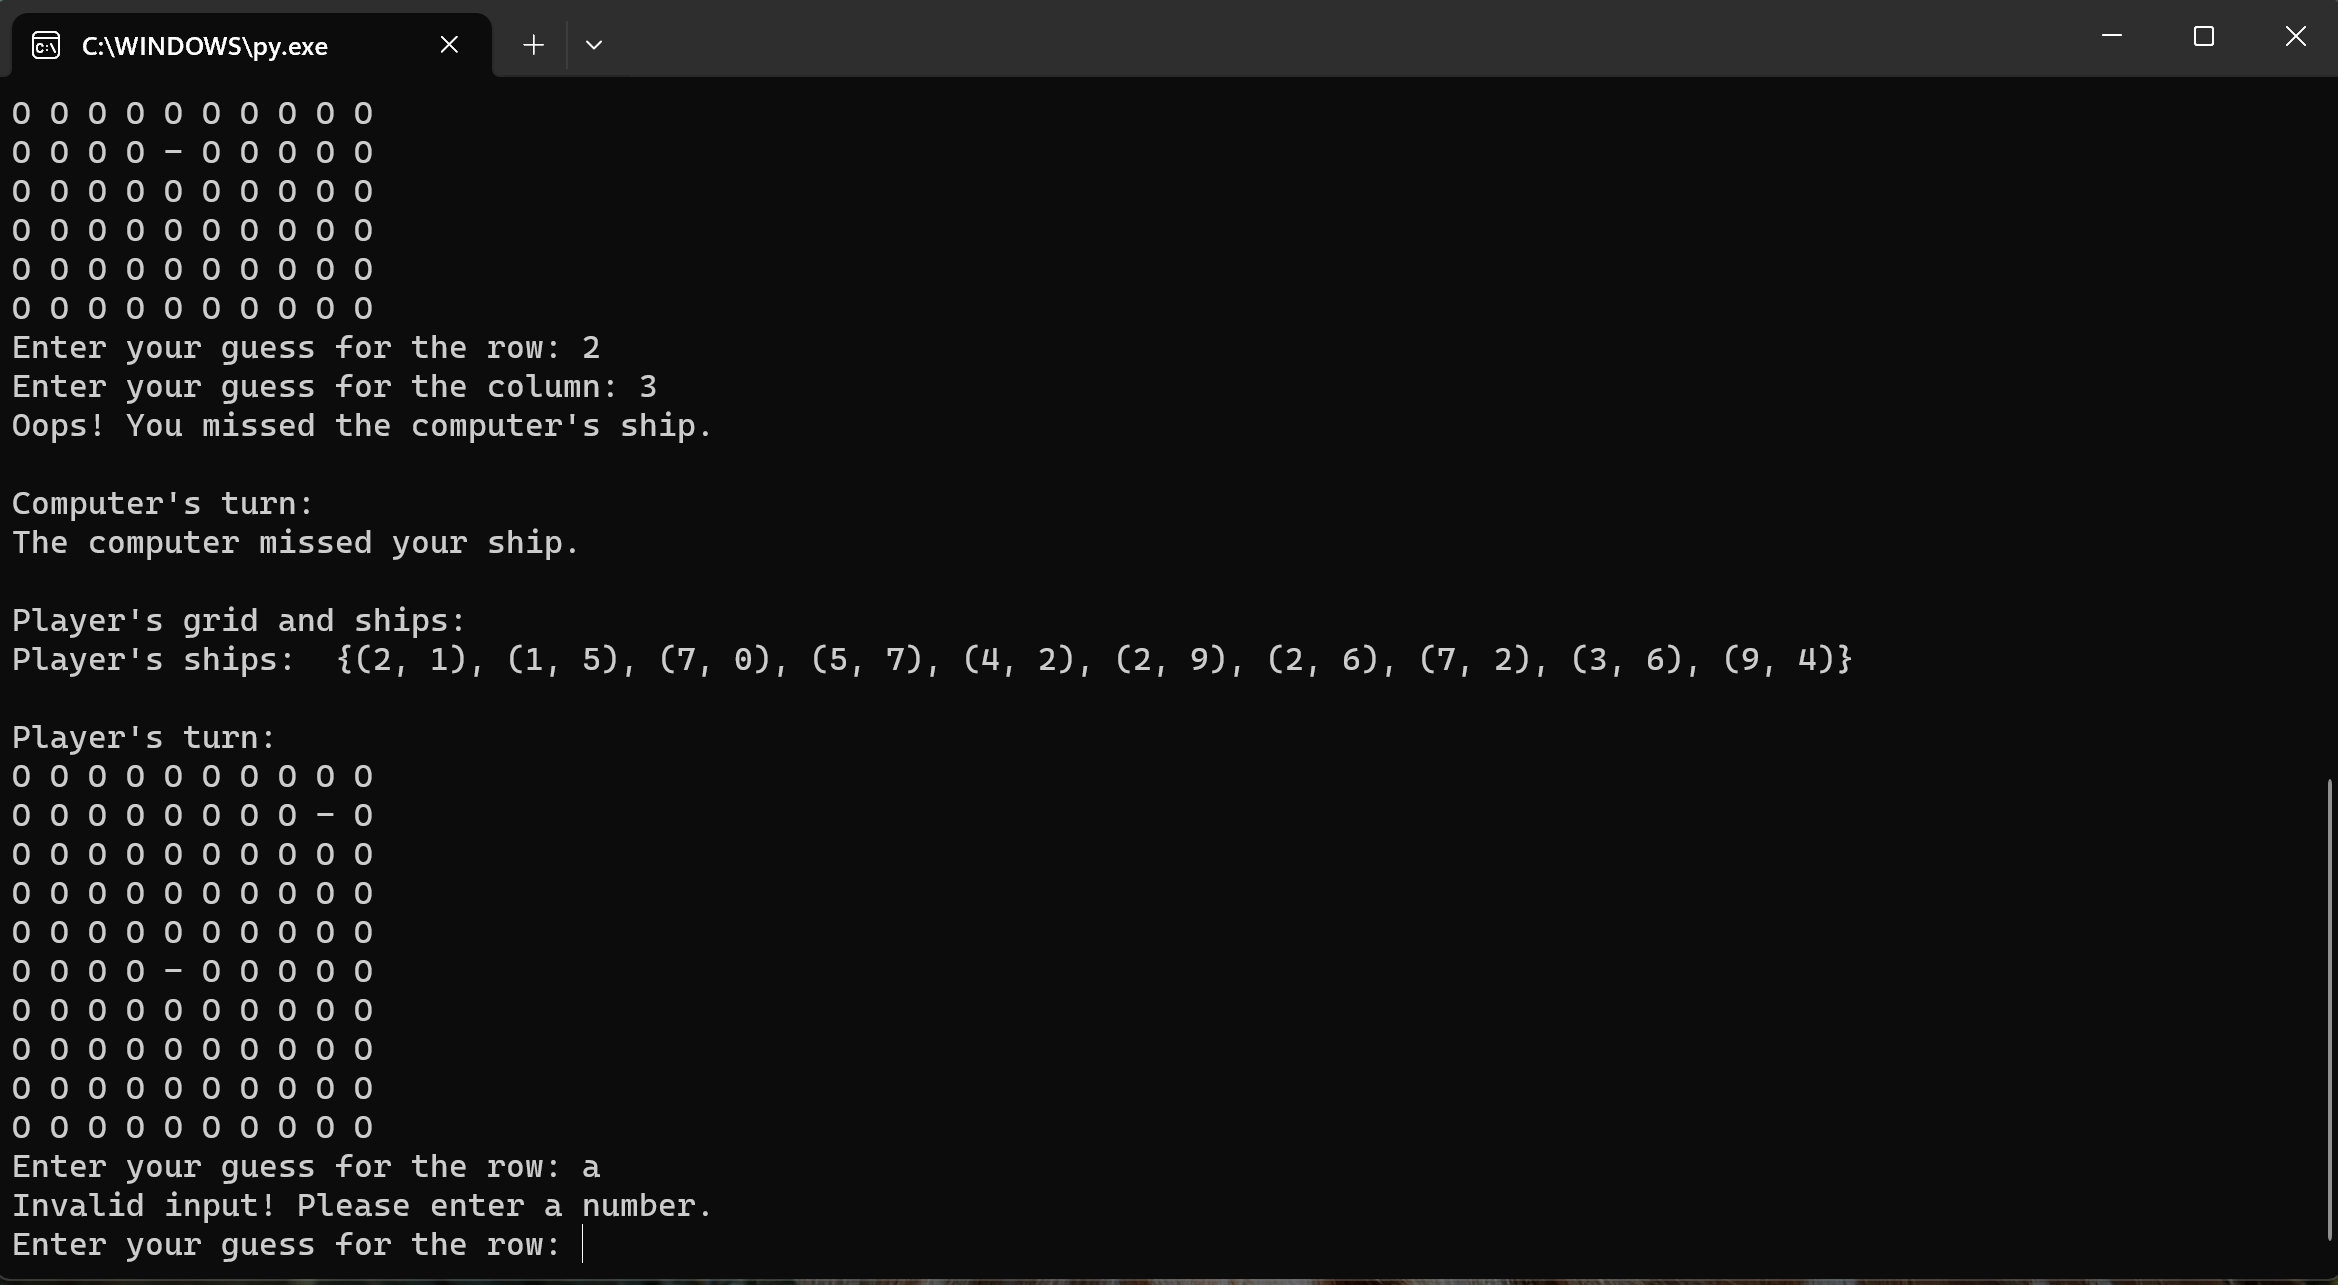 C:\WINDOWS\py.exe
O O O O O O O O O O
O O O O - O O O O O
O O O O O O O O O O
O O O O O O O O O O
O O O O O O O O O O
O O O O O O O O O O
Enter your guess for the row: 2
Enter your guess for the column: 3
Oops! You missed the computer's ship.
Computer's turn:
The computer missed your ship.
Player's grid and ships:
Player's ships:  {(2, 1), (1, 5), (7, 0), (5, 7), (4, 2), (2, 9), (2, 6), (7, 2), (3, 6), (9, 4)}
Player's turn:
O O O O O O O O O O
O O O O O O O O - O
O O O O O O O O O O
O O O O O O O O O O
O O O O O O O O O O
O O O O - O O O O O
O O O O O O O O O O
O O O O O O O O O O
O O O O O O O O O O
O O O O O O O O O O
Enter your guess for the row: a
Invalid input! Please enter a number.
Enter your guess for the row: